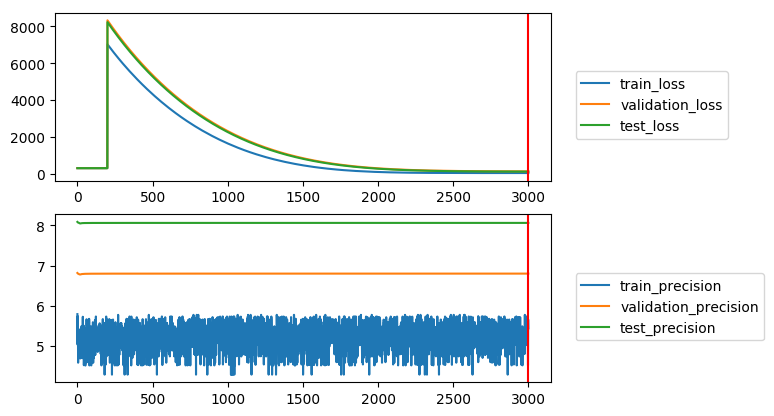 8000
6000
4000
2000
0
0 500 1000 1500 2000 2500 3000
train_loss
validation_loss
test_loss
8
7
6
5
0 500 1000 1500 2000 2500 3000
train_precision
validation_precision
test_precision